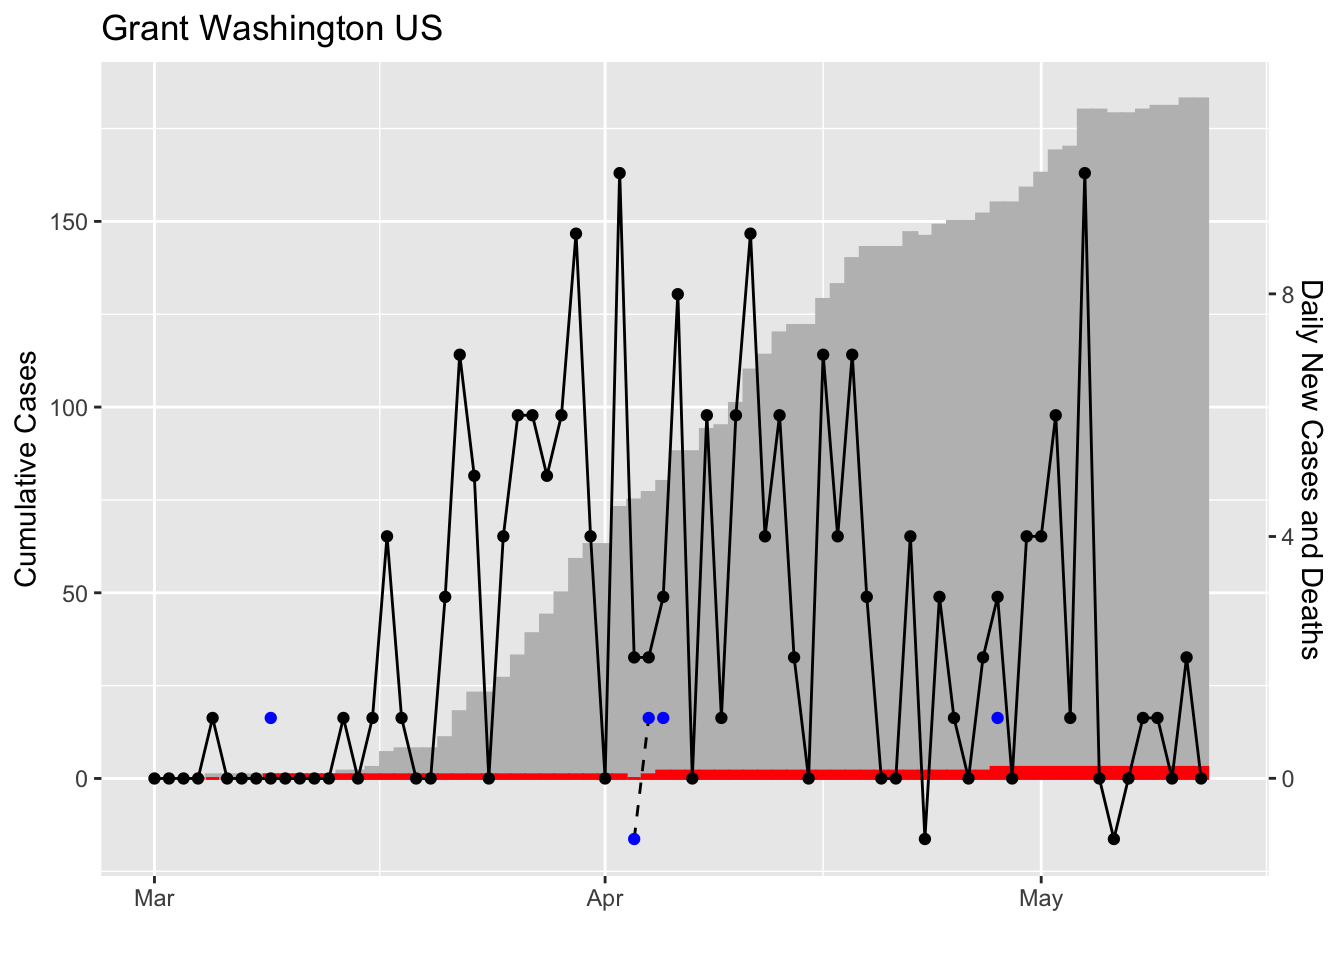 Grant Washington US
Cumulative Cases
150
100
50
0
8
4
0
Daily New Cases and Deaths
Mar
Apr
May